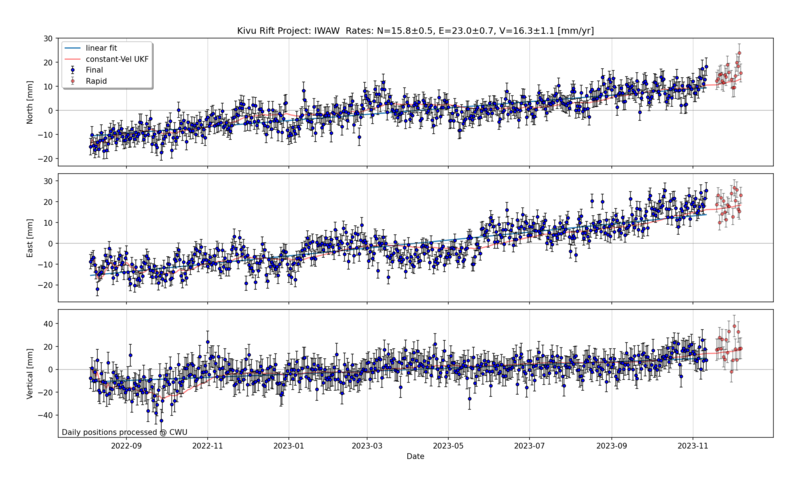 Kivu Rift Project: IWAW Rates: N=15.8±0.5, E=23.0±0.7, V=16.3±1.1 [mm/yr]
linear fit
constant-Vel UKF
Final
Rapid
North [mm]
30
20
10
0
−10
−20
East [mm]
20
0
−20
Vertical [mm]
40
20
0
−20
−40
Daily positions processed @ CWU
2022-09
2022-11
2023-01
2023-03
2023-05
2023-07
2023-09
2023-11
Date